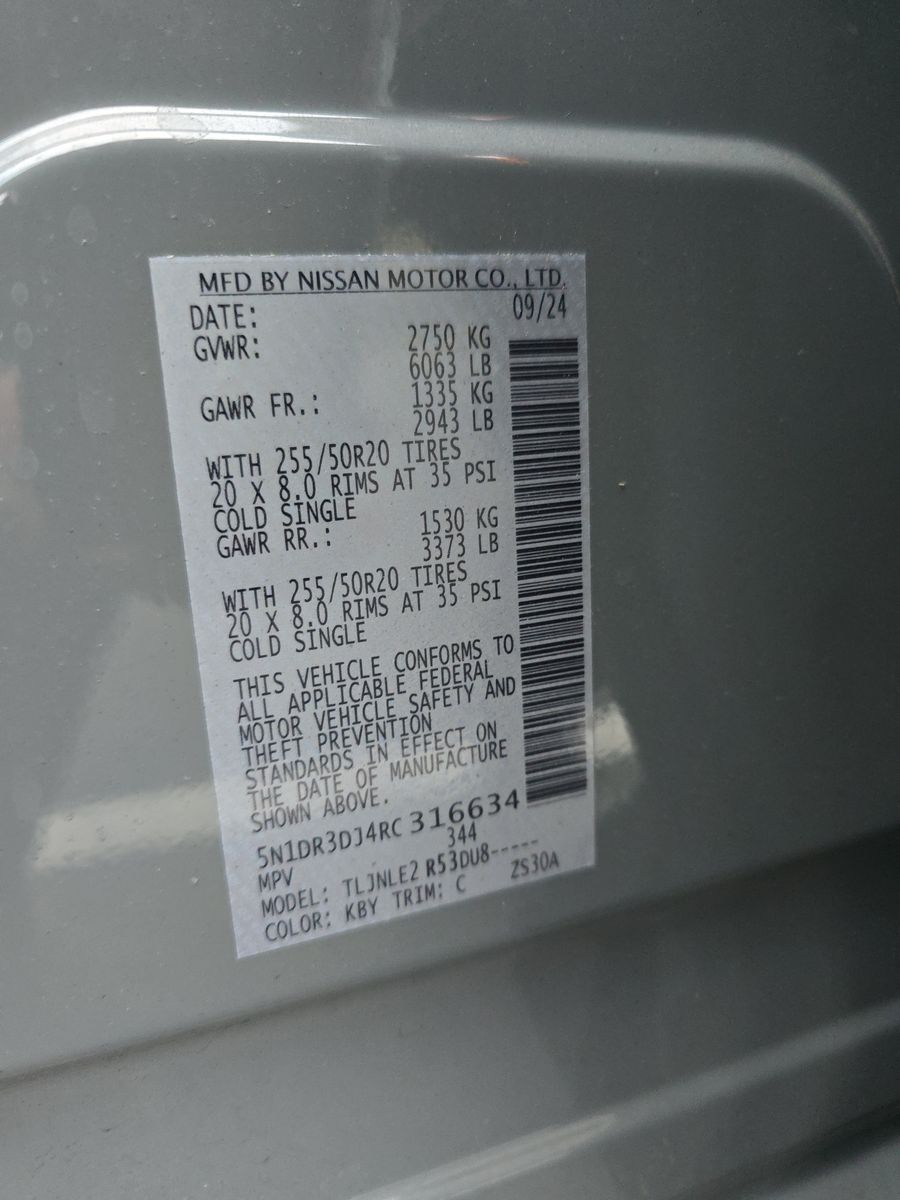 MFD BY NISSAN MOTOR CO., LTD.
DATE: 09/24
GVWR: 2750 KG
6063 LB
GAWR FR.: 1335 KG
2943 LB
WITH 255/50R20 TIRES
20 X 8.0 RIMS AT 35 PSI
COLD SINGLE
GAWR RR.: 1530 KG
3373 LB
WITH 255/50R20 TIRES
20 X 8.0 RIMS AT 35 PSI
COLD SINGLE
THIS VEHICLE CONFORMS TO
ALL APPLICABLE FEDERAL
MOTOR VEHICLE SAFETY AND
THEFT PREVENTION
STANDARDS IN EFFECT ON
THE DATE OF MANUFACTURE
SHOWN ABOVE.
5N1DR3DJ4RC316634
MPV 344
MODEL: TLJNLE2 R53DU8-----
COLOR: KBY TRIM: C ZS30A